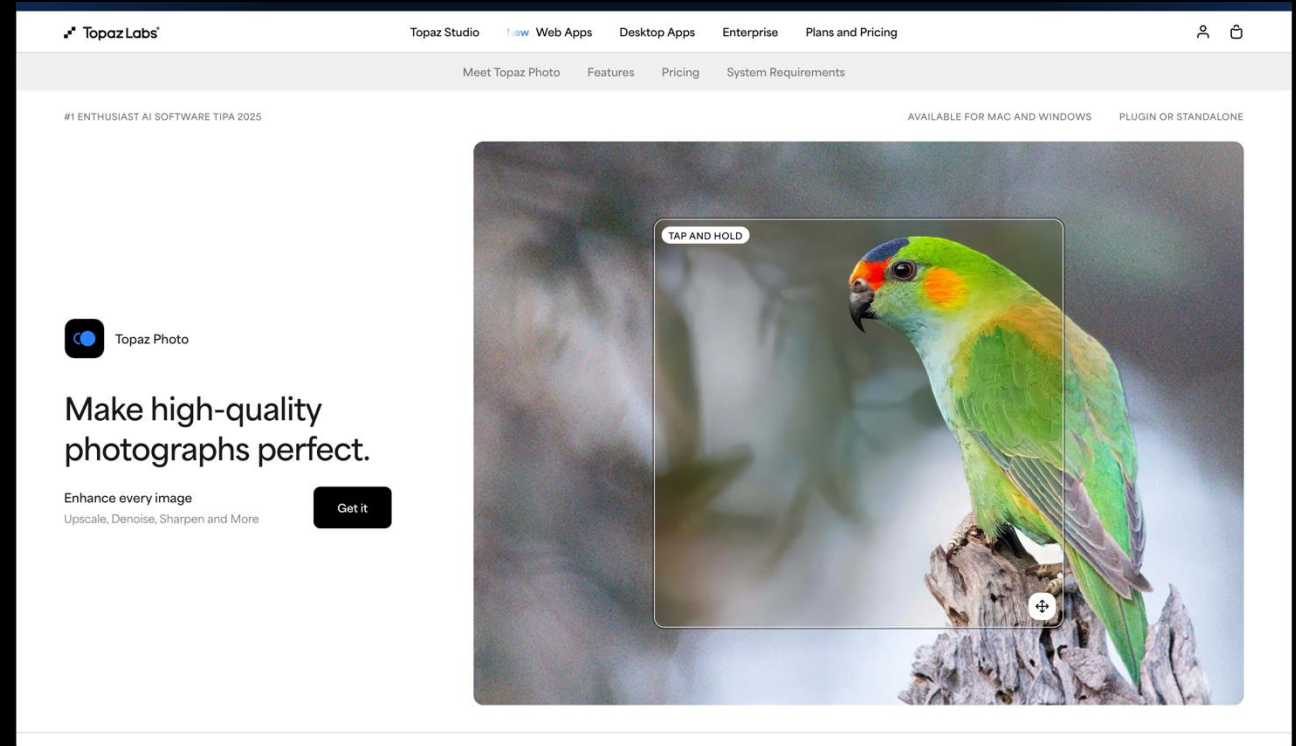 Topaz Labs
Topaz Studio
New Web Apps
Desktop Apps
Enterprise
Plans and Pricing
Meet Topaz Photo
Features
Pricing
System Requirements
#1 ENTHUSIAST AI SOFTWARE TIPA 2025
AVAILABLE FOR MAC AND WINDOWS
PLUGIN OR STANDALONE
TAP AND HOLD
Topaz Photo
Make high-quality
photographs perfect.
Enhance every image
Upscale, Denoise, Sharpen and More
Get it